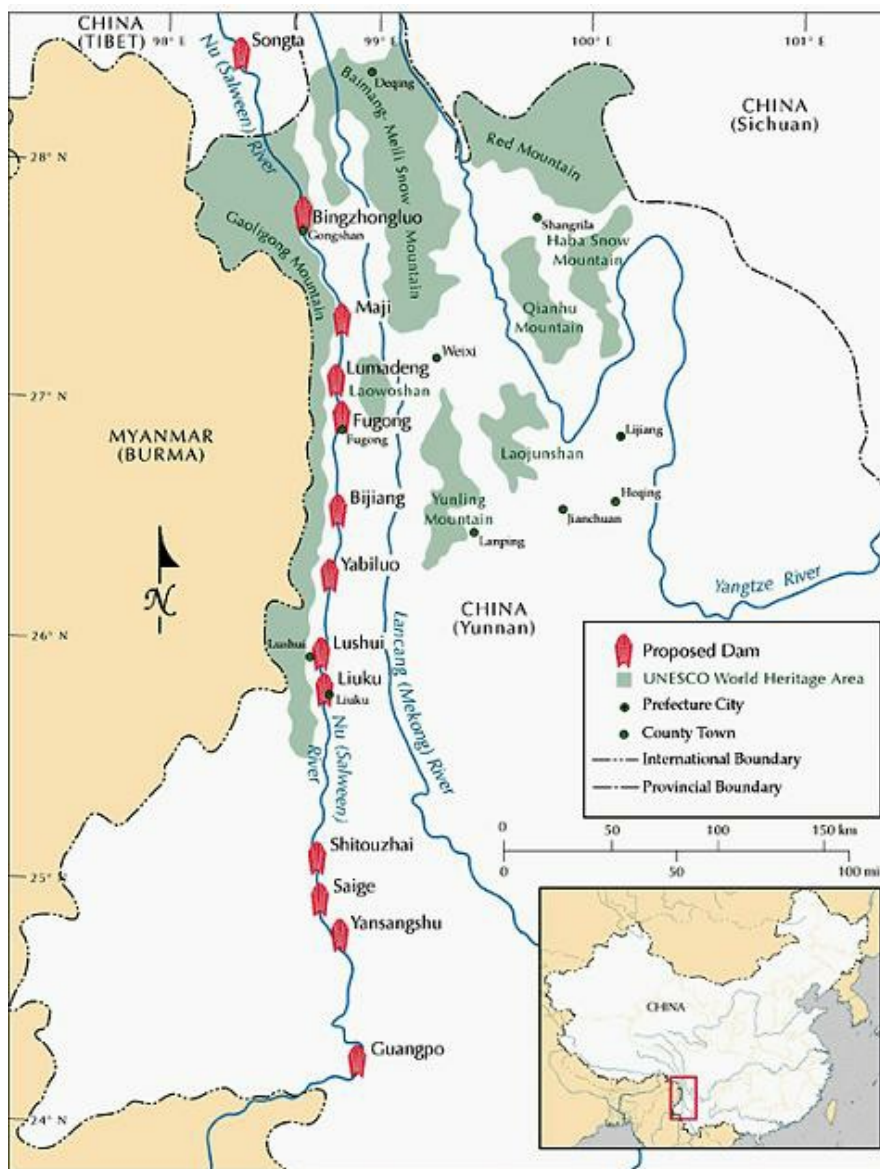 CHINA
(TIBET)
98° E
99° E
100° E
101° E
Songta
Nu (Salween) River
Deqing
Baimang- Meili Snow Mountain
CHINA
(Sichuan)
28° N
Red Mountain
Bingzhongluo
Gongshan
Gaoligong Mountain
Shangrila
Haba Snow
Mountain
Qianhu
Mountain
Maji
Weixi
Lumadeng
Laowoshan
27° N
Fugong
Fugong
MYANMAR
(BURMA)
Lijiang
Laojunshan
Bijiang
Yunling
Mountain
Heqing
Jianchuan
Lanping
Yabiluo
Yangtze River
N
CHINA
(Yunnan)
26° N
Lushui
Lushui
Lancang (Mekong) River
Liuku
Liuku
Nu (Salween)
River
Proposed Dam
UNESCO World Heritage Area
Prefecture City
County Town
International Boundary
Provincial Boundary
0 50 100 150 kms
0 50 100 mi
Shitouzhai
25° N
Saige
Yansangshu
CHINA
Guangpo
24° N